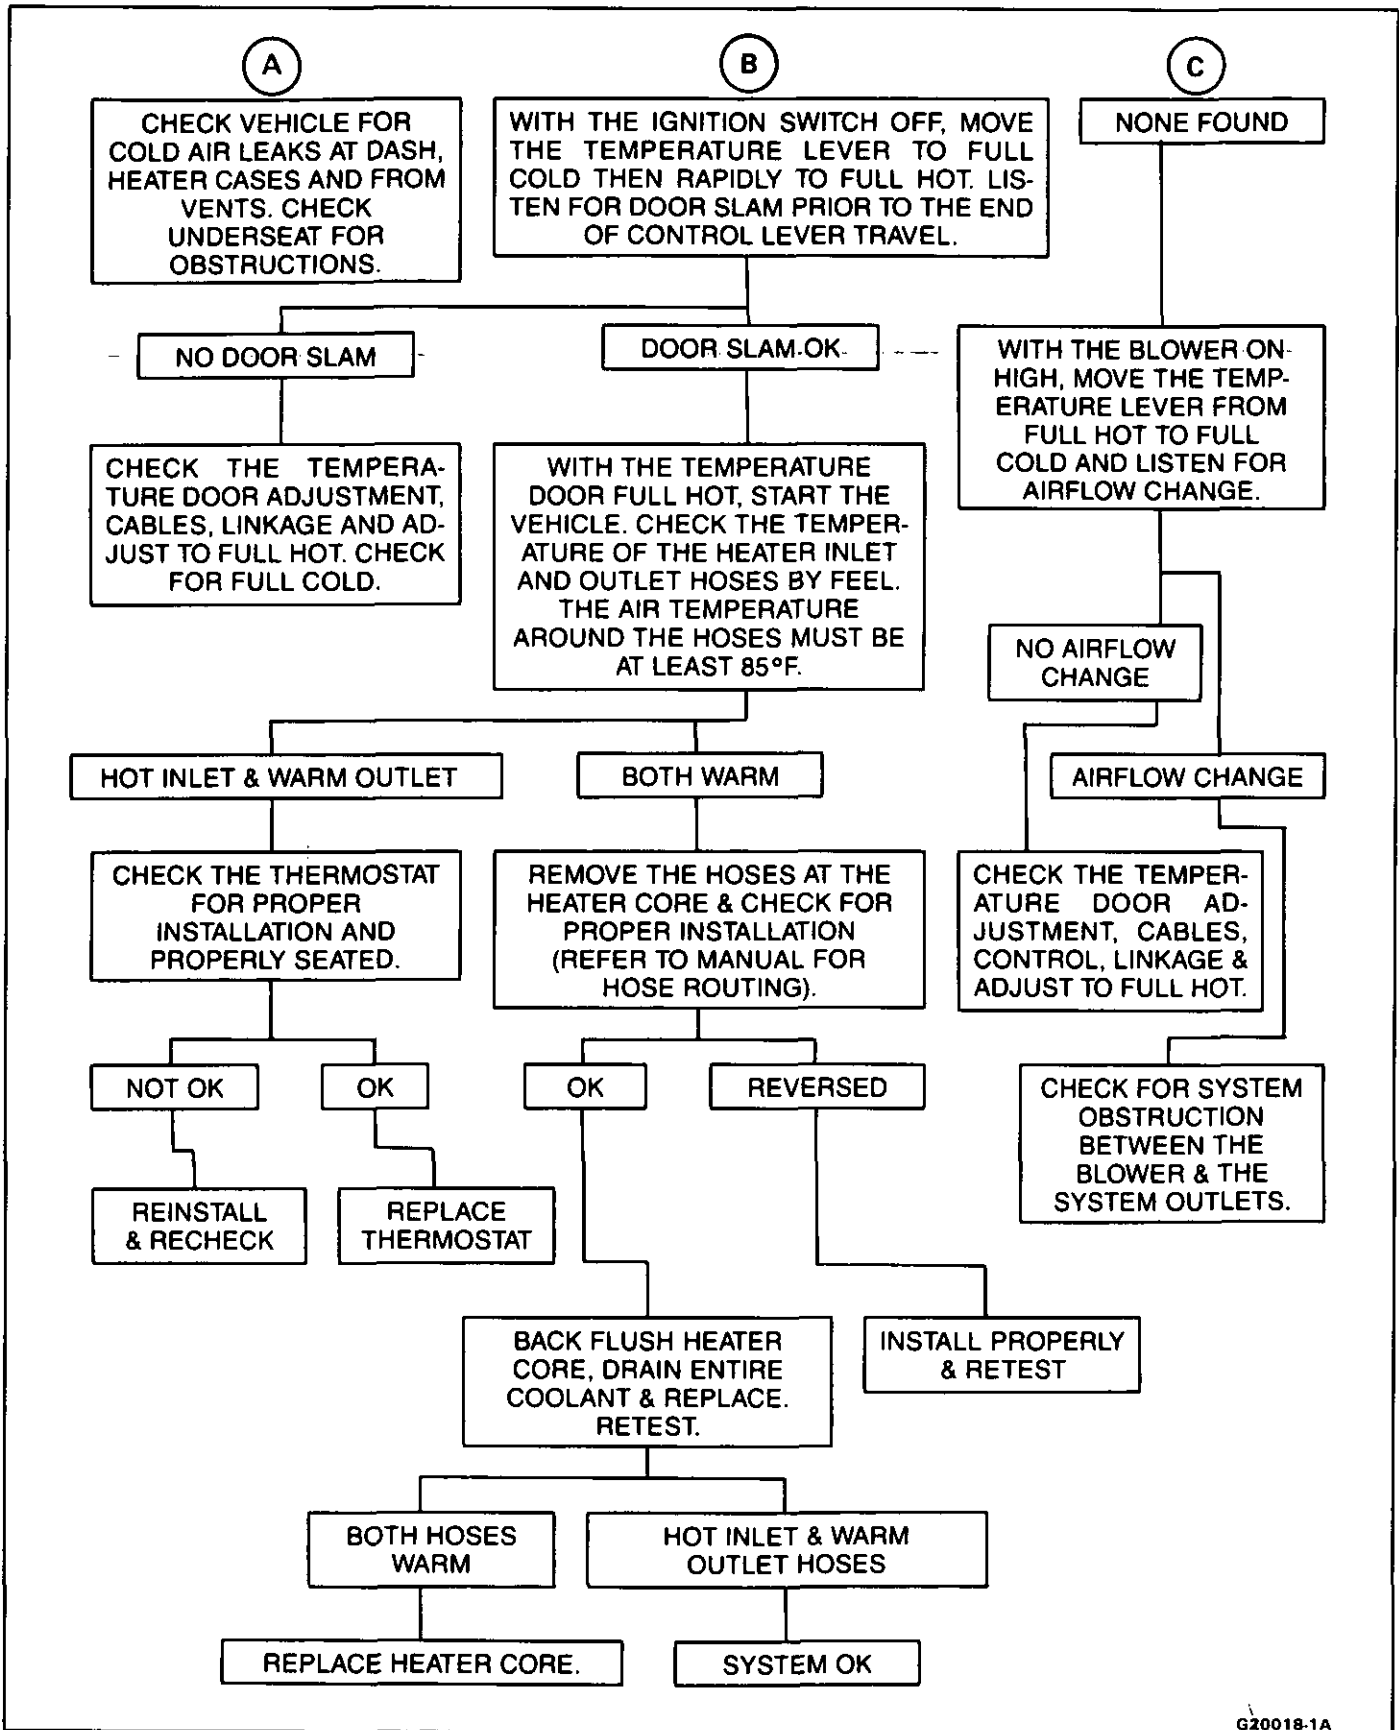 A
CHECK VEHICLE FOR
COLD AIR LEAKS AT DASH,
HEATER CASES AND FROM
VENTS. CHECK
UNDERSEAT FOR
OBSTRUCTIONS.
B
WITH THE IGNITION SWITCH OFF, MOVE
THE TEMPERATURE LEVER TO FULL
COLD THEN RAPIDLY TO FULL HOT. LIS-
TEN FOR DOOR SLAM PRIOR TO THE END
OF CONTROL LEVER TRAVEL.
C
NONE FOUND
NO DOOR SLAM
DOOR SLAM OK
WITH THE BLOWER ON
HIGH, MOVE THE TEMP-
ERATURE LEVER FROM
FULL HOT TO FULL
COLD AND LISTEN FOR
AIRFLOW CHANGE.
CHECK THE TEMPERA-
TURE DOOR ADJUSTMENT,
CABLES, LINKAGE AND AD-
JUST TO FULL HOT. CHECK
FOR FULL COLD.
WITH THE TEMPERATURE
DOOR FULL HOT, START THE
VEHICLE. CHECK THE TEMPER-
ATURE OF THE HEATER INLET
AND OUTLET HOSES BY FEEL.
THE AIR TEMPERATURE
AROUND THE HOSES MUST BE
AT LEAST 85°F.
NO AIRFLOW
CHANGE
HOT INLET & WARM OUTLET
BOTH WARM
AIRFLOW CHANGE
CHECK THE THERMOSTAT
FOR PROPER
INSTALLATION AND
PROPERLY SEATED.
REMOVE THE HOSES AT THE
HEATER CORE & CHECK FOR
PROPER INSTALLATION
(REFER TO MANUAL FOR
HOSE ROUTING).
CHECK THE TEMPER-
ATURE DOOR AD-
JUSTMENT, CABLES,
CONTROL, LINKAGE &
ADJUST TO FULL HOT.
NOT OK
OK
OK
REVERSED
CHECK FOR SYSTEM
OBSTRUCTION
BETWEEN THE
BLOWER & THE
SYSTEM OUTLETS.
REINSTALL
& RECHECK
REPLACE
THERMOSTAT
BACK FLUSH HEATER
CORE, DRAIN ENTIRE
COOLANT & REPLACE.
RETEST.
INSTALL PROPERLY
& RETEST
BOTH HOSES
WARM
HOT INLET & WARM
OUTLET HOSES
REPLACE HEATER CORE.
SYSTEM OK
G20018-1A